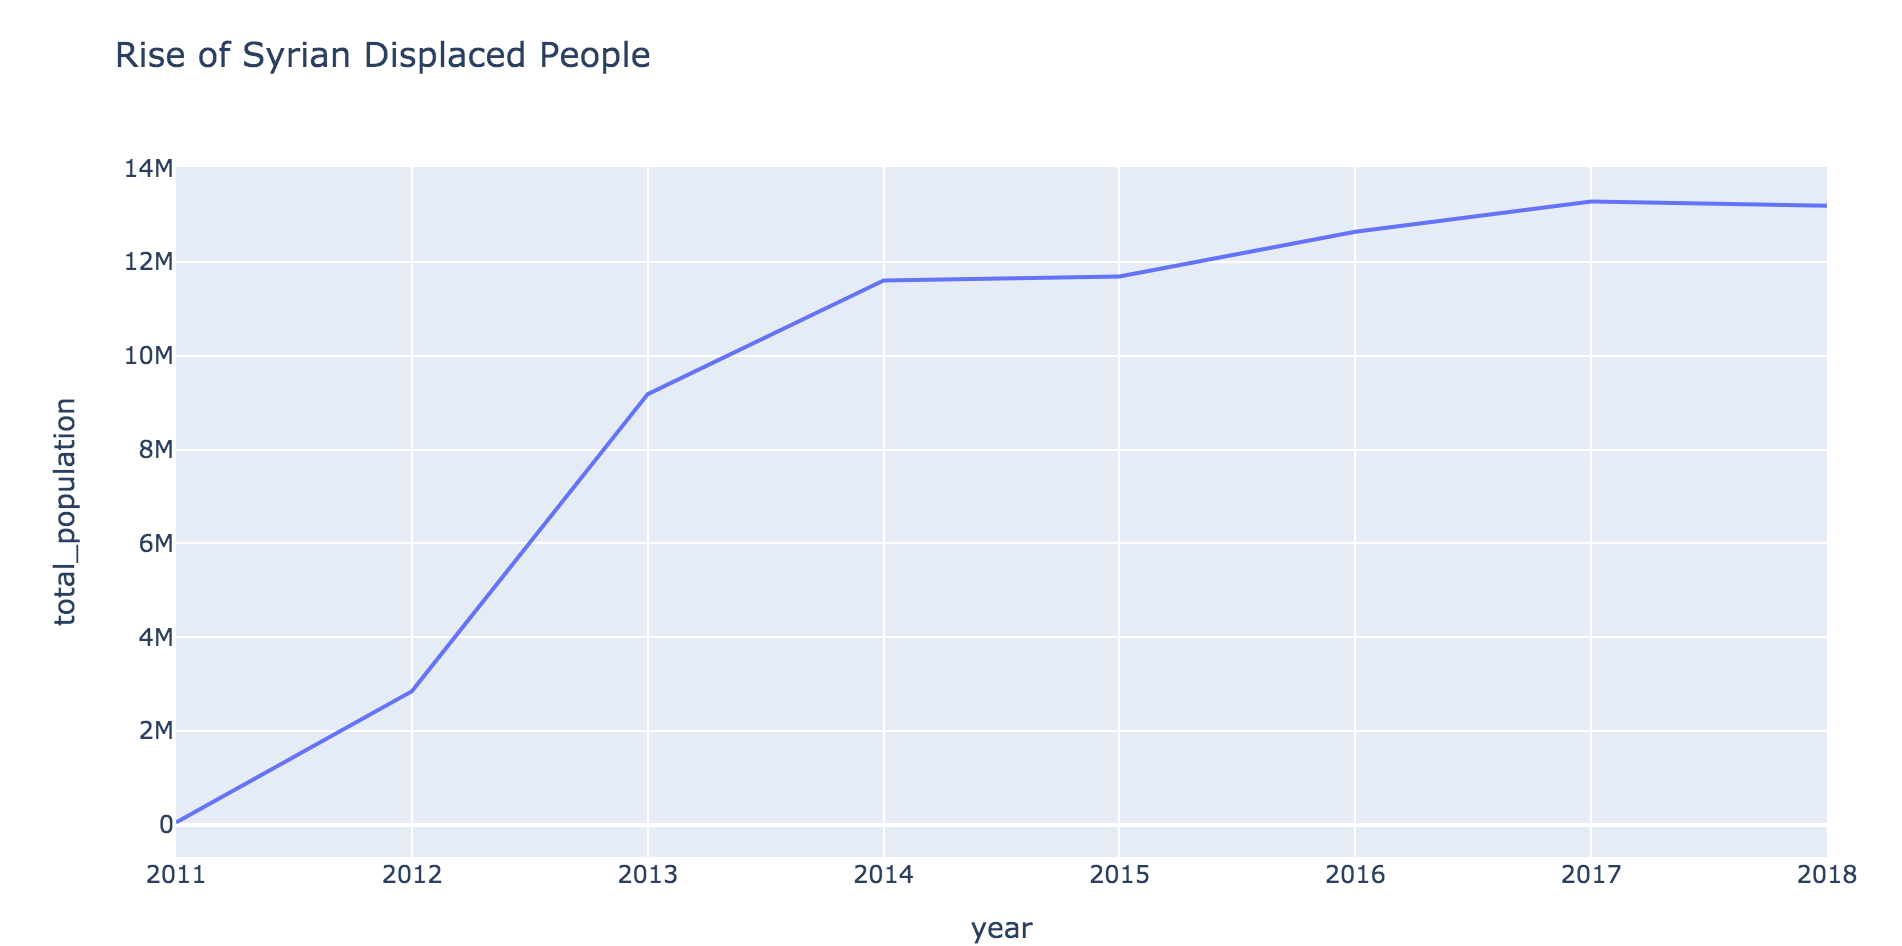 Rise of Syrian Displaced People
14M
12M
10M
8M
6M
4M
2M
0
total_population
2011 2012 2013 2014 2015 2016 2017 2018
year